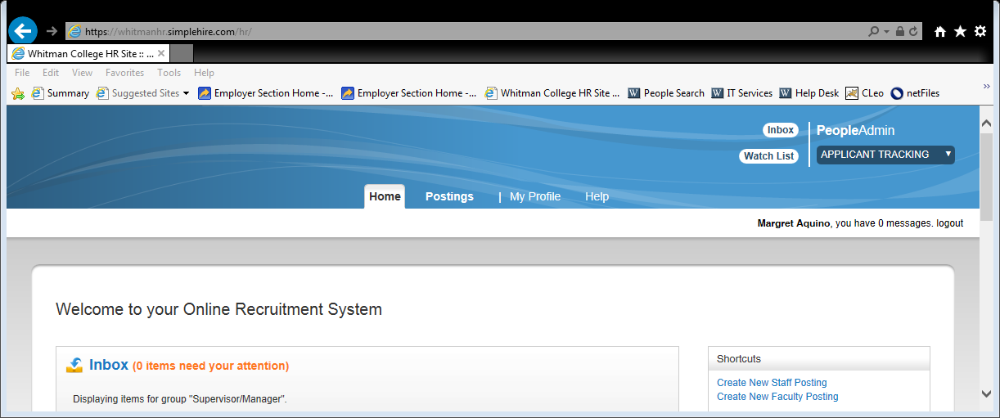 https://whitmanhr.simplehire.com/hr/
Whitman College HR Site :: ...
File Edit View Favorites Tools Help
Summary Suggested Sites Employer Section Home -... Employer Section Home -... Whitman College HR Site ... People Search IT Services Help Desk CLeo netFiles
Inbox
PeopleAdmin
Watch List
APPLICANT TRACKING
Home Postings | My Profile Help
Margret Aquino, you have 0 messages. logout
Welcome to your Online Recruitment System
Inbox (0 items need your attention)
Displaying items for group "Supervisor/Manager".
Shortcuts
Create New Staff Posting
Create New Faculty Posting